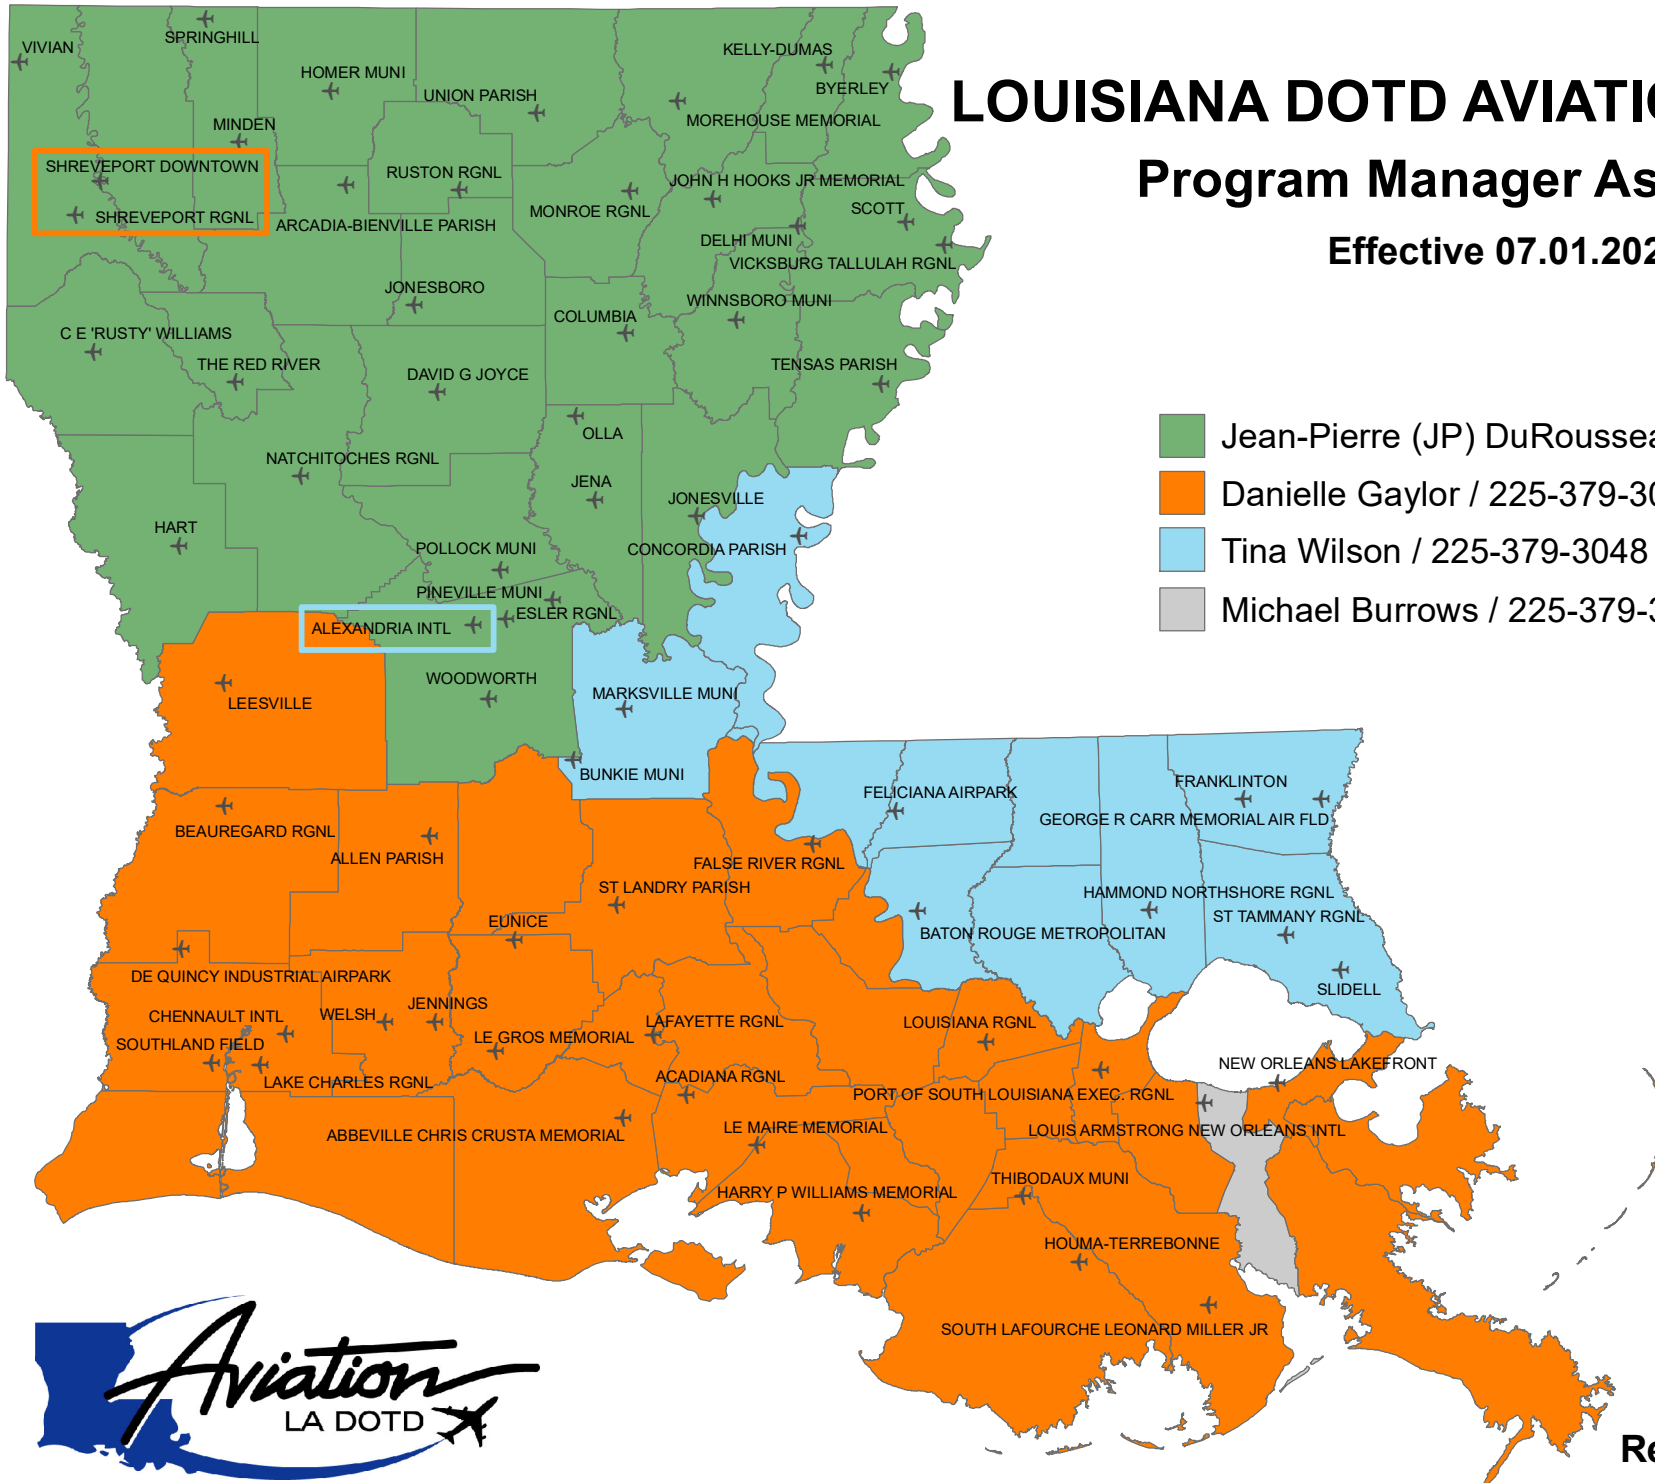 LOUISIANA DOTD AVIATIO
Program Manager As
Effective 07.01.202
Jean-Pierre (JP) DuRoussea
Danielle Gaylor / 225-379-30
Tina Wilson / 225-379-3048
Michael Burrows / 225-379-3
VIVIAN
SPRINGHILL
HOMER MUNI
UNION PARISH
KELLY-DUMAS
BYERLEY
MOREHOUSE MEMORIAL
MINDEN
SHREVEPORT DOWNTOWN
SHREVEPORT RGNL
RUSTON RGNL
ARCADIA-BIENVILLE PARISH
MONROE RGNL
JOHN H HOOKS JR MEMORIAL
SCOTT
DELHI MUNI
VICKSBURG TALLULAH RGNL
JONESBORO
COLUMBIA
WINNSBORO MUNI
C E 'RUSTY' WILLIAMS
THE RED RIVER
DAVID G JOYCE
TENSAS PARISH
OLLA
NATCHITOCHES RGNL
JENA
JONESVILLE
HART
POLLOCK MUNI
CONCORDIA PARISH
PINEVILLE MUNI
ESLER RGNL
ALEXANDRIA INTL
WOODWORTH
LEESVILLE
MARKSVILLE MUNI
BUNKIE MUNI
BEAUREGARD RGNL
ALLEN PARISH
FELICIANA AIRPARK
FRANKLINTON
GEORGE R CARR MEMORIAL AIR FLD
FALSE RIVER RGNL
ST LANDRY PARISH
HAMMOND NORTHSHORE RGNL
ST TAMMANY RGNL
EUNICE
BATON ROUGE METROPOLITAN
DE QUINCY INDUSTRIAL AIRPARK
SLIDELL
CHENNAULT INTL
WELSH
JENNINGS
LE GROS MEMORIAL
LAFAYETTE RGNL
LOUISIANA RGNL
SOUTHLAND FIELD
LAKE CHARLES RGNL
ACADIANA RGNL
NEW ORLEANS LAKEFRONT
PORT OF SOUTH LOUISIANA EXEC. RGNL
ABBEVILLE CHRIS CRUSTA MEMORIAL
LE MAIRE MEMORIAL
LOUIS ARMSTRONG NEW ORLEANS INTL
HARRY P WILLIAMS MEMORIAL
THIBODAUX MUNI
HOUMA-TERREBONNE
SOUTH LAFOURCHE LEONARD MILLER JR
Aviation
LA DOTD
Re